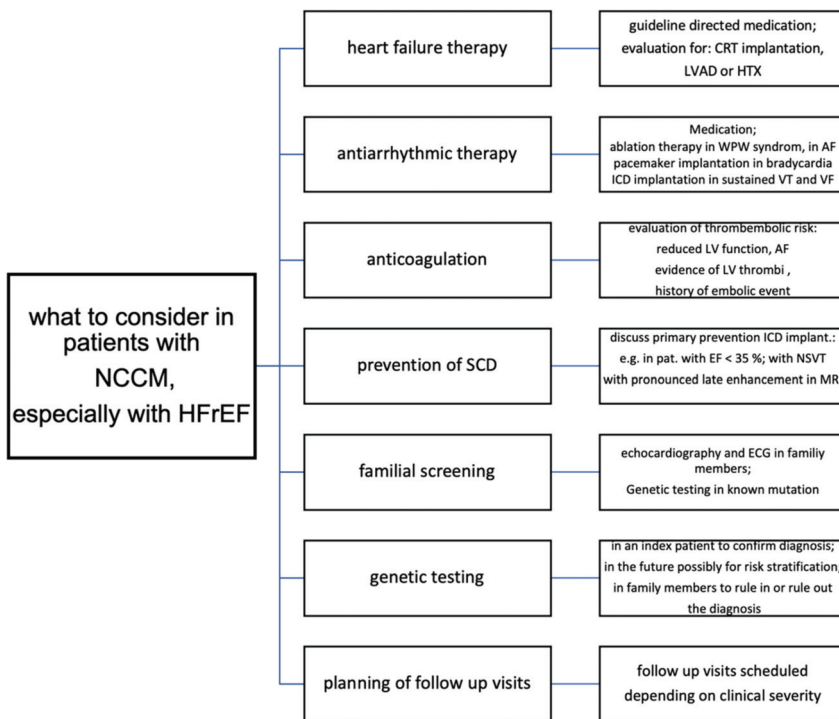 what to consider in
patients with
NCCM,
especially with HFrEF
heart failure therapy
guideline directed medication;
evaluation for: CRT implantation,
LVAD or HTX
antiarrhythmic therapy
Medication;
ablation therapy in WPW syndrom, in AF
pacemaker implantation in bradycardia
ICD implantation in sustained VT and VF
anticoagulation
evaluation of thrombembolic risk:
reduced LV function, AF
evidence of LV thrombi ,
history of embolic event
prevention of SCD
discuss primary prevention ICD implant.:
e.g. in pat. with EF < 35 %; with NSVT
with pronounced late enhancement in MR
familial screening
echocardiography and ECG in familiy
members;
Genetic testing in known mutation
genetic testing
in an index patient to confirm diagnosis;
in the future possibly for risk stratification;
in family members to rule in or rule out
the diagnosis
planning of follow up visits
follow up visits scheduled
depending on clinical severity